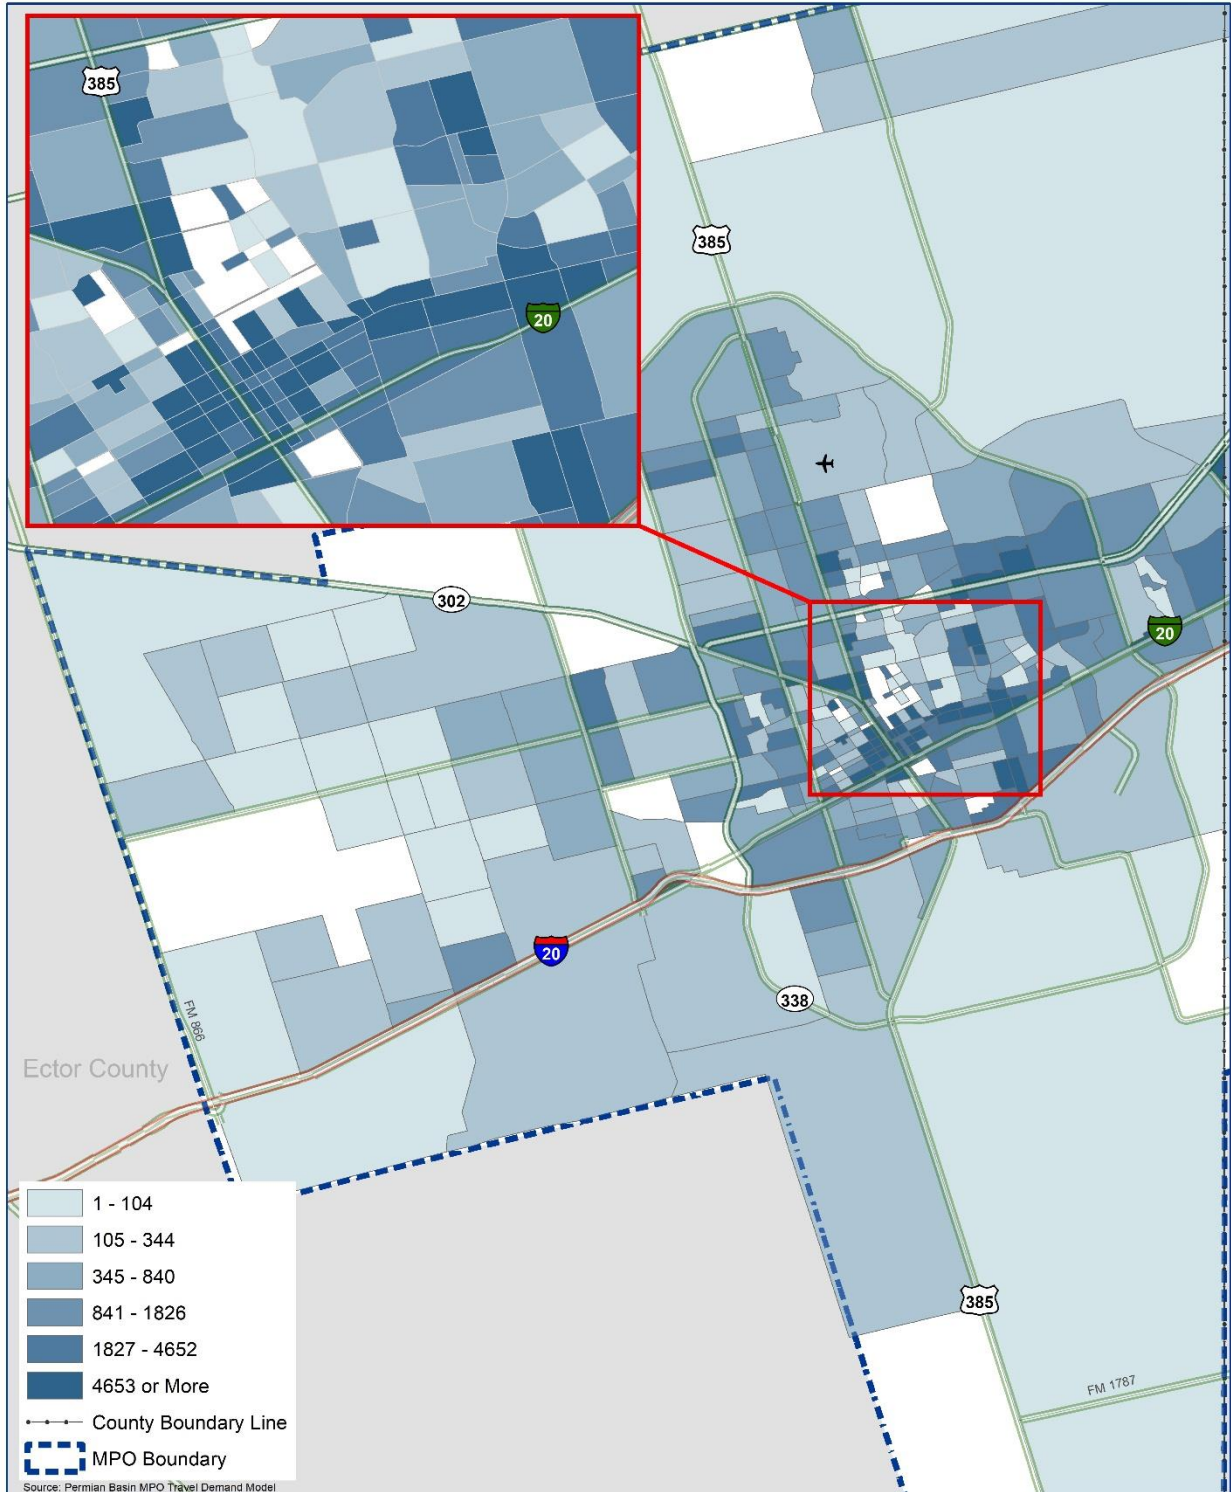 385
20
385
302
20
20
338
FM 866
Ector County
385
FM 1787
1 - 104
105 - 344
345 - 840
841 - 1826
1827 - 4652
4653 or More
County Boundary Line
MPO Boundary
Source: Permian Basin MPO Travel Demand Model